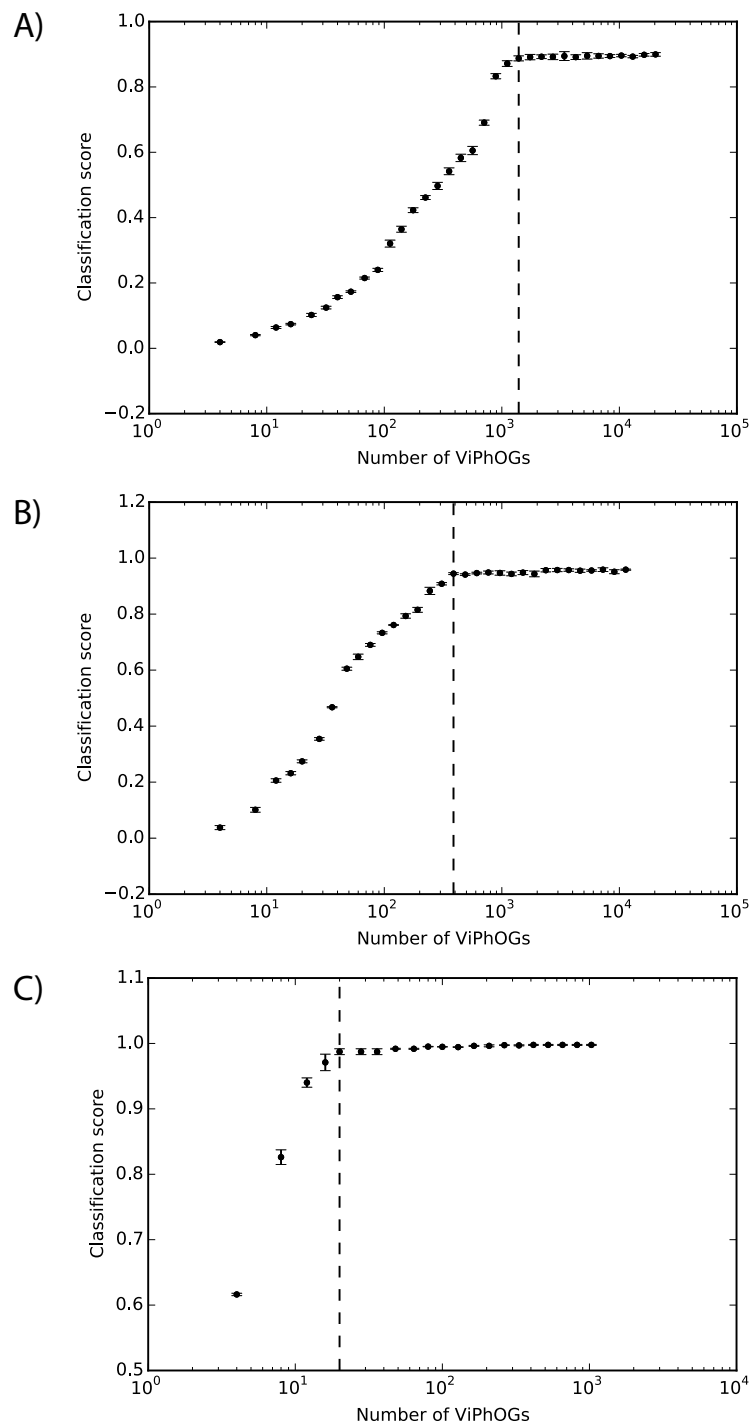 A)
1.0
0.8
0.6
0.4
0.2
0.0
−0.2
Classification score
10^0 10^1 10^2 10^3 10^4 10^5
Number of ViPhOGs
B)
1.2
1.0
0.8
0.6
0.4
0.2
0.0
−0.2
Classification score
10^0 10^1 10^2 10^3 10^4 10^5
Number of ViPhOGs
C)
1.1
1.0
0.9
0.8
0.7
0.6
0.5
Classification score
10^0 10^1 10^2 10^3 10^4
Number of ViPhOGs